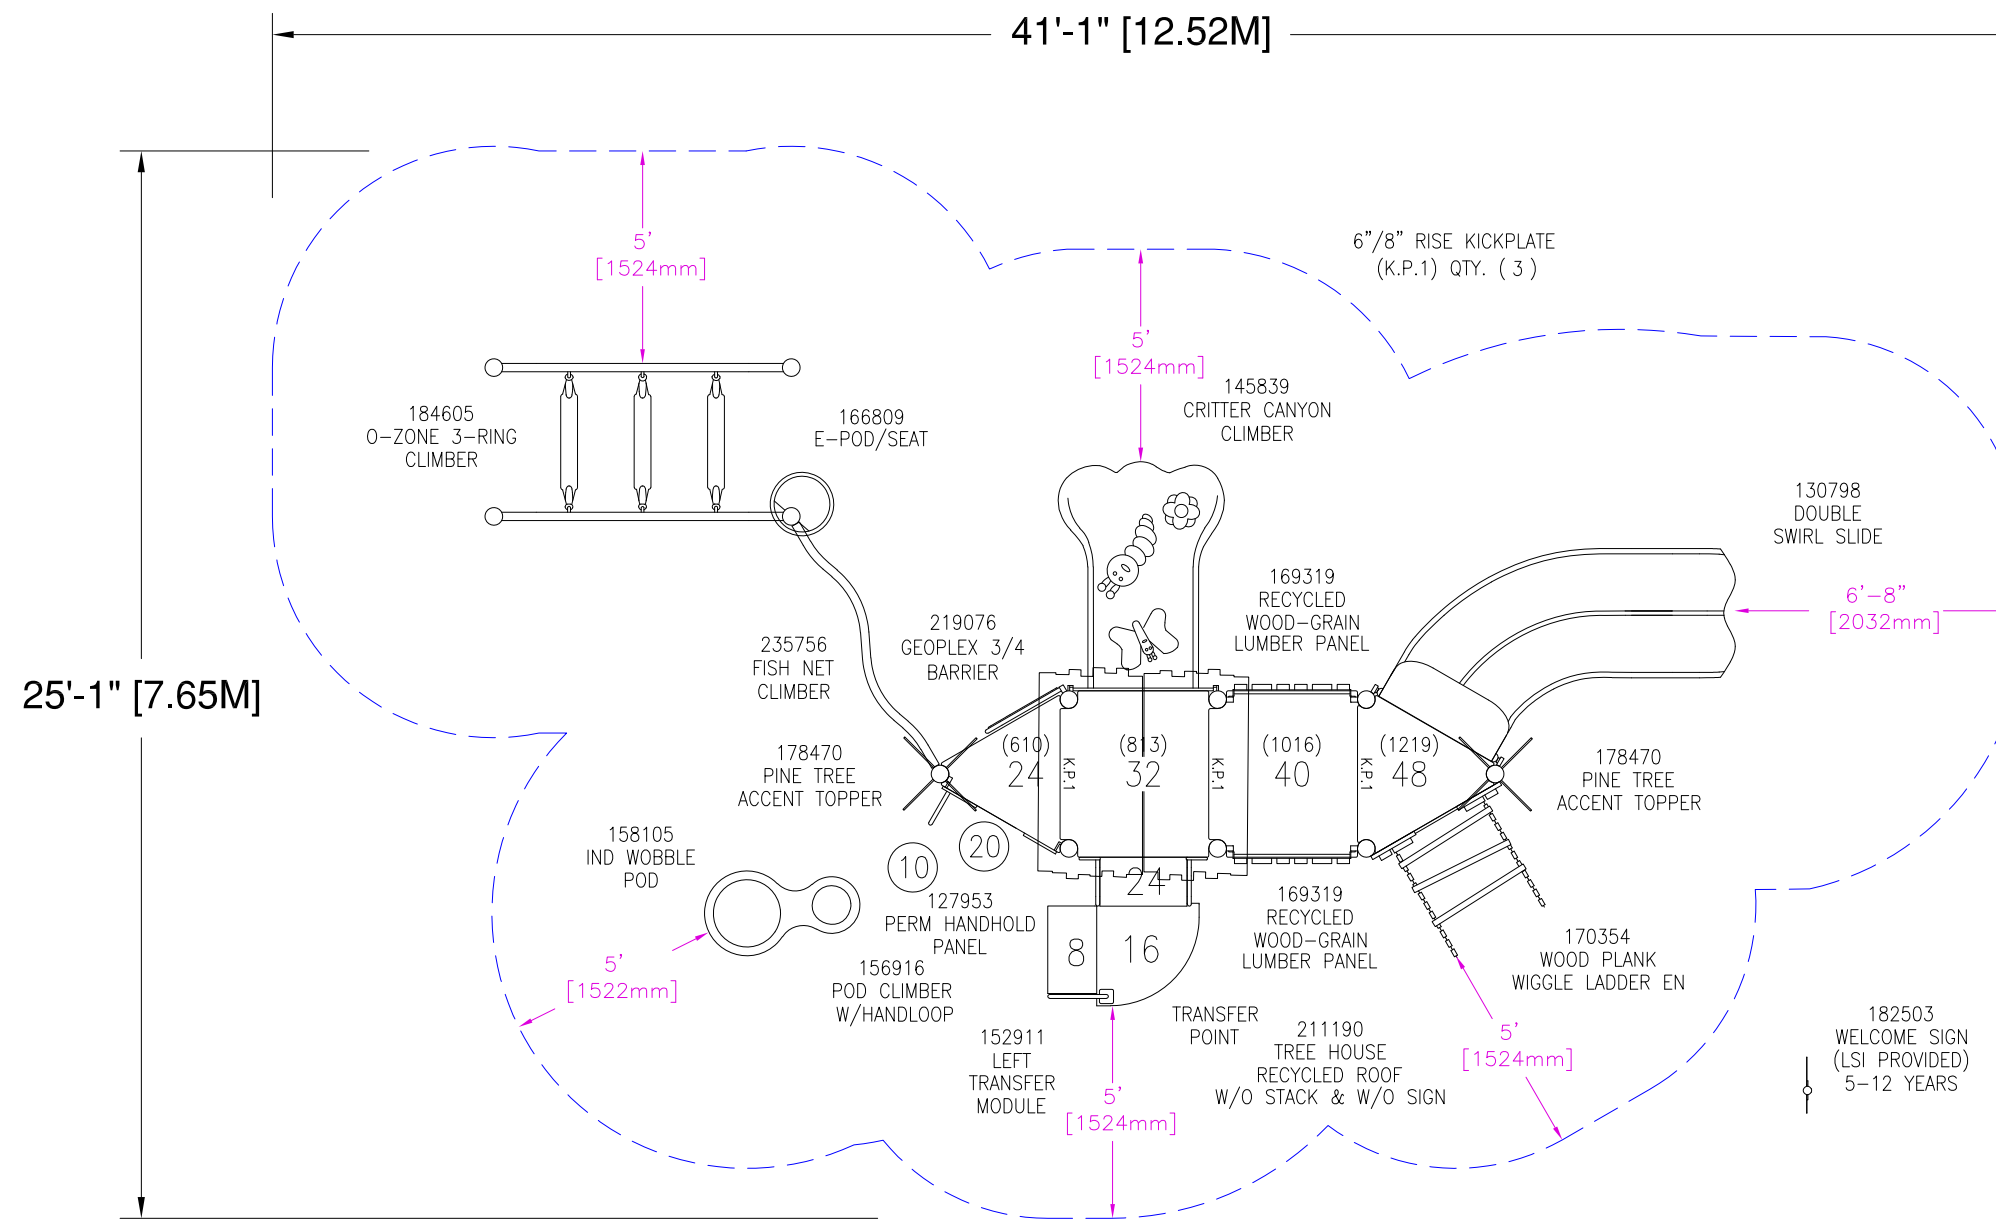 41'-1" [12.52M]
5'
[1524mm]
6"/8" RISE KICKPLATE
(K.P.1) QTY. ( 3 )
5'
[1524mm]
145839
CRITTER CANYON
CLIMBER
184605
O-ZONE 3-RING
CLIMBER
166809
E-POD/SEAT
130798
DOUBLE
SWIRL SLIDE
6'-8"
[2032mm]
169319
RECYCLED
WOOD-GRAIN
LUMBER PANEL
219076
GEOPLEX 3/4
BARRIER
235756
FISH NET
CLIMBER
25'-1" [7.65M]
178470
PINE TREE
ACCENT TOPPER
(610)
24
K.P.1
(813)
32
K.P.1
(1016)
40
K.P.1
(1219)
48
178470
PINE TREE
ACCENT TOPPER
158105
IND WOBBLE
POD
10
20
24
8
16
127953
PERM HANDHOLD
PANEL
169319
RECYCLED
WOOD-GRAIN
LUMBER PANEL
170354
WOOD PLANK
WIGGLE LADDER EN
5'
[1522mm]
156916
POD CLIMBER
W/HANDLOOP
152911
LEFT
TRANSFER
MODULE
TRANSFER
POINT
211190
TREE HOUSE
RECYCLED ROOF
W/O STACK & W/O SIGN
5'
[1524mm]
5'
[1524mm]
182503
WELCOME SIGN
(LSI PROVIDED)
5-12 YEARS